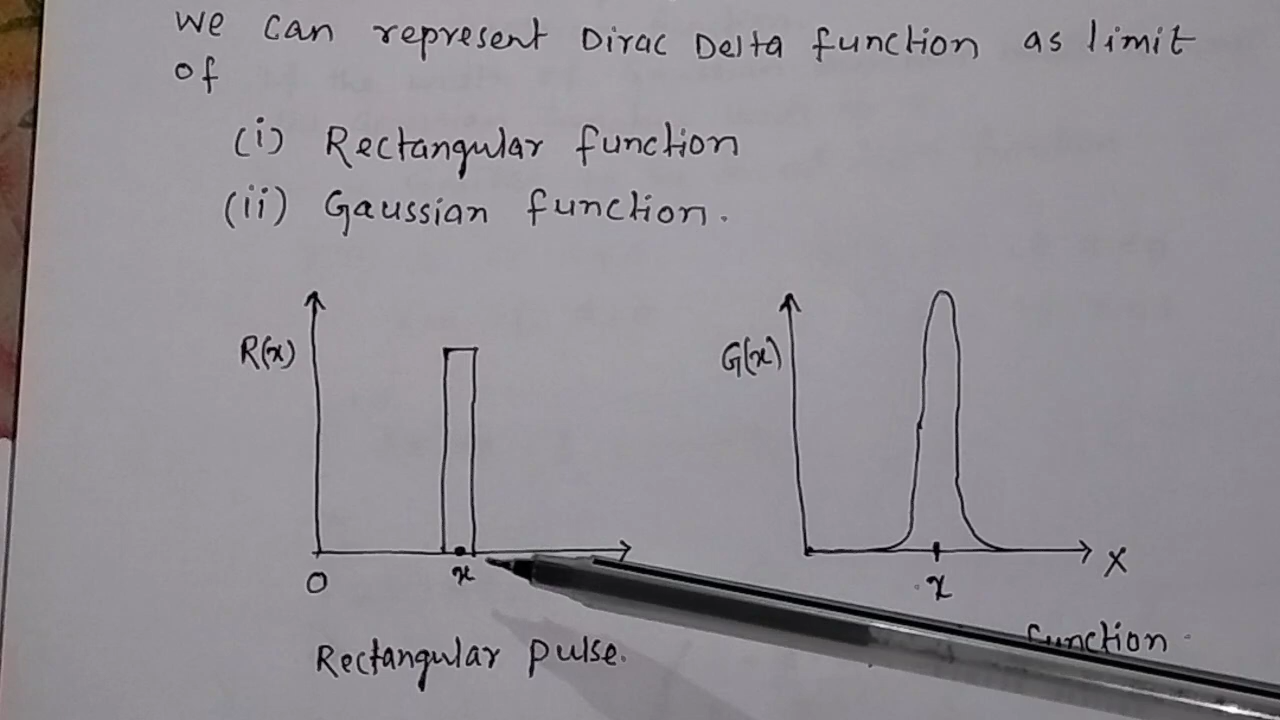 We can represent Dirac Delta function as limit
of
(i) Rectangular function
(ii) Gaussian function.
R(x)
0
x
Rectangular pulse.
G(x)
x
X
function